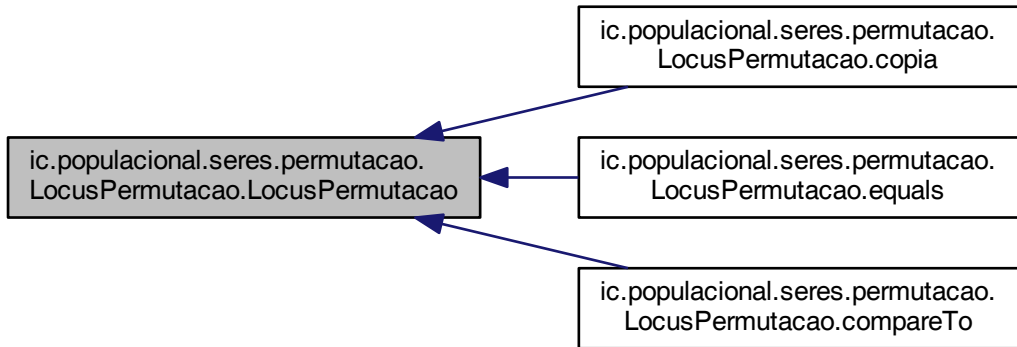 ic.populacional.seres.permutacao.
LocusPermutacao.copia
ic.populacional.seres.permutacao.
LocusPermutacao.LocusPermutacao
ic.populacional.seres.permutacao.
LocusPermutacao.equals
ic.populacional.seres.permutacao.
LocusPermutacao.compareTo